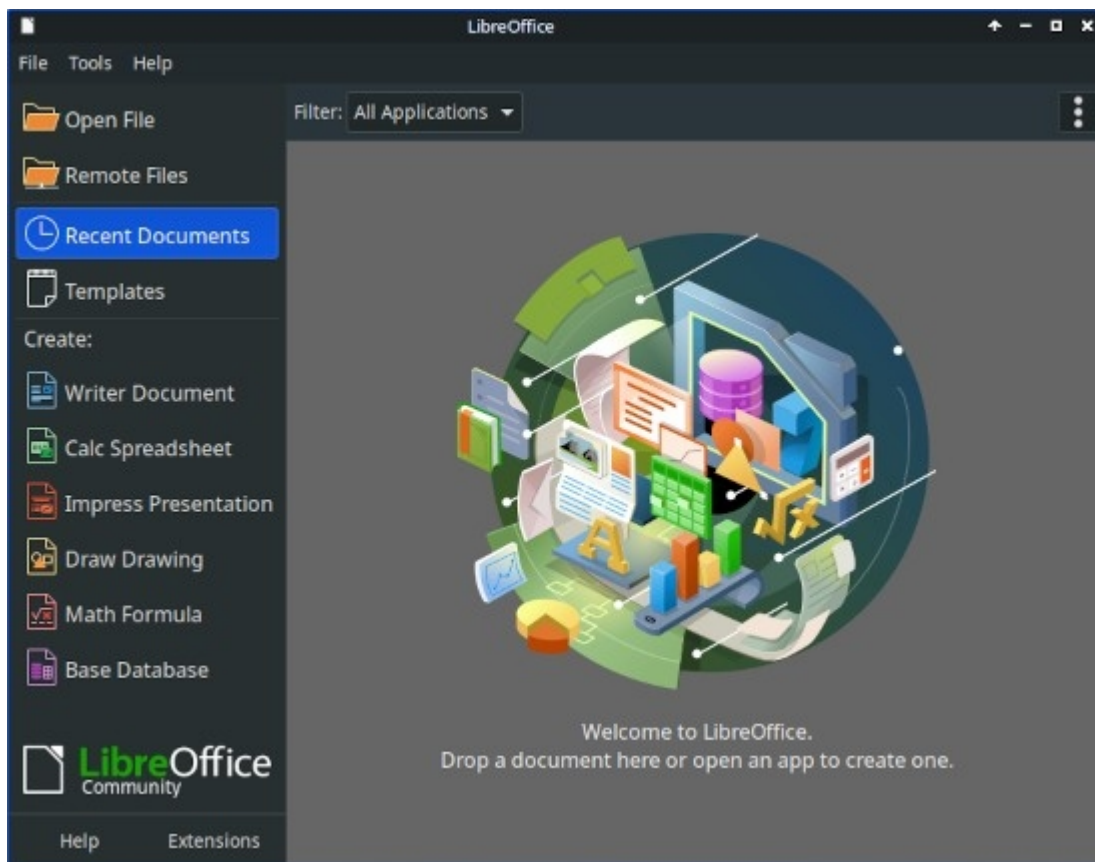 LibreOffice
File Tools Help
Open File
Remote Files
Recent Documents
Templates
Create:
Writer Document
Calc Spreadsheet
Impress Presentation
Draw Drawing
Math Formula
Base Database
LibreOffice
Community
Help Extensions
Filter: All Applications
A
Welcome to LibreOffice.
Drop a document here or open an app to create one.